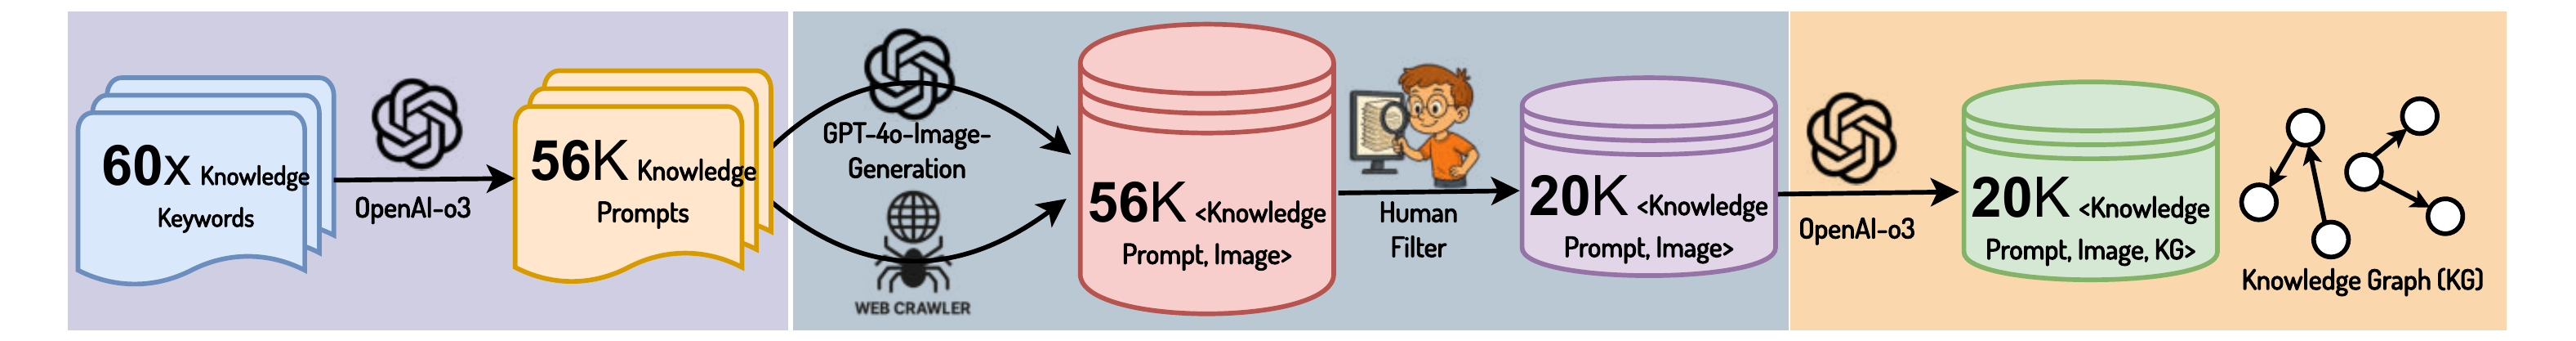 60x Knowledge
Keywords
OpenAI-o3
56K Knowledge
Prompts
GPT-4o-Image-
Generation
WEB CRAWLER
56K <Knowledge
Prompt, Image>
Human
Filter
20K <Knowledge
Prompt, Image>
OpenAI-o3
20K <Knowledge
Prompt, Image, KG>
Knowledge Graph (KG)